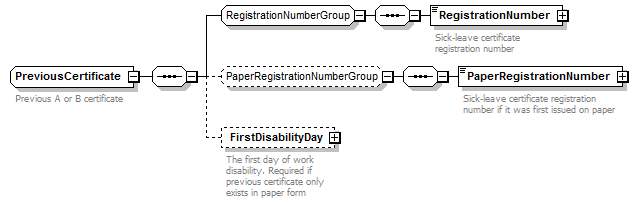 RegistrationNumberGroup
RegistrationNumber
Sick-leave certificate
registration number
PreviousCertificate
Previous A or B certificate
PaperRegistrationNumberGroup
PaperRegistrationNumber
Sick-leave certificate registration
number if it was first issued on paper
FirstDisabilityDay
The first day of work
disability. Required if
previous certificate only
exists in paper form